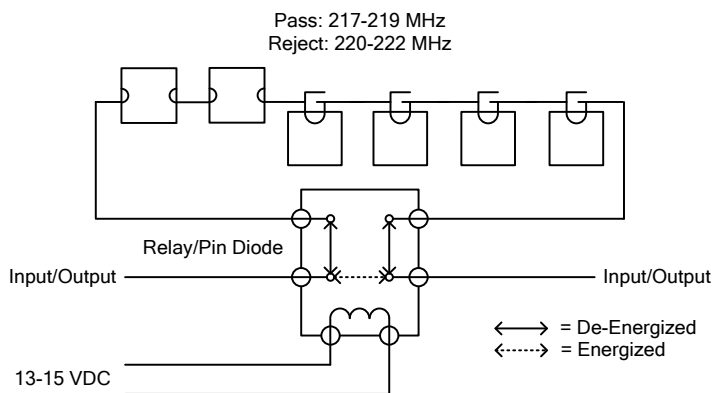 Pass: 217-219 MHz
Reject: 220-222 MHz
Relay/Pin Diode
Input/Output
Input/Output
= De-Energized
= Energized
13-15 VDC